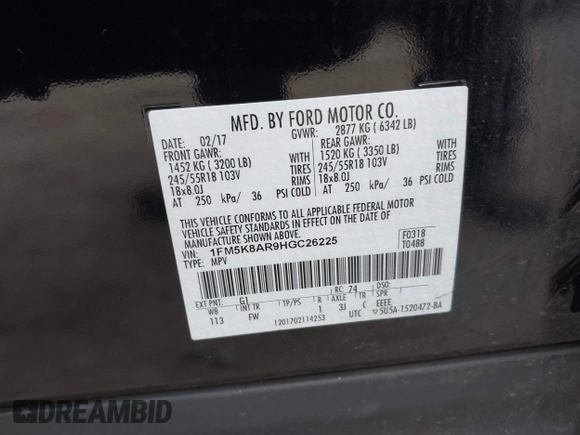 MFD. BY FORD MOTOR CO.
DATE: 02/17 GVWR: 2877 KG ( 6342 LB)
FRONT GAWR: REAR GAWR:
1452 KG ( 3200 LB) WITH 1520 KG ( 3350 LB) WITH
245/55R18 103V TIRES 245/55R18 103V TIRES
18x8.0J RIMS 18x8.0J RIMS
AT 250 kPa/ 36 PSI COLD AT 250 kPa/ 36 PSI COLD
THIS VEHICLE CONFORMS TO ALL APPLICABLE FEDERAL MOTOR
VEHICLE SAFETY STANDARDS IN EFFECT ON THE DATE OF
MANUFACTURE SHOWN ABOVE.
VIN: 1FM5K8AR9HGC26225 F0318
TYPE: MPV T0488
EXT PNT: G1 RC: 74 DSO:
WB INT TR TP/PS R AXLE TR SPR
113 FW 1 3J C EEEE
1201702114253 UTC 5U5A-1520472-BA
DREAMBID